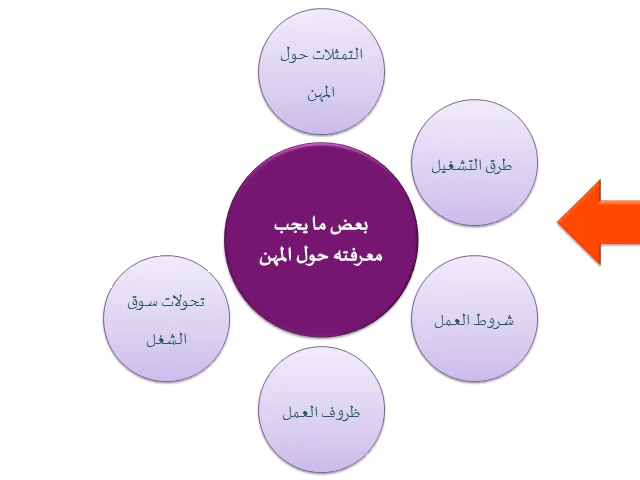 التمثلات حول
المهن
طرق التشغيل
بعض ما يجب
معرفته حول المهن
تحولات سوق
الشغل
شروط العمل
ظروف العمل